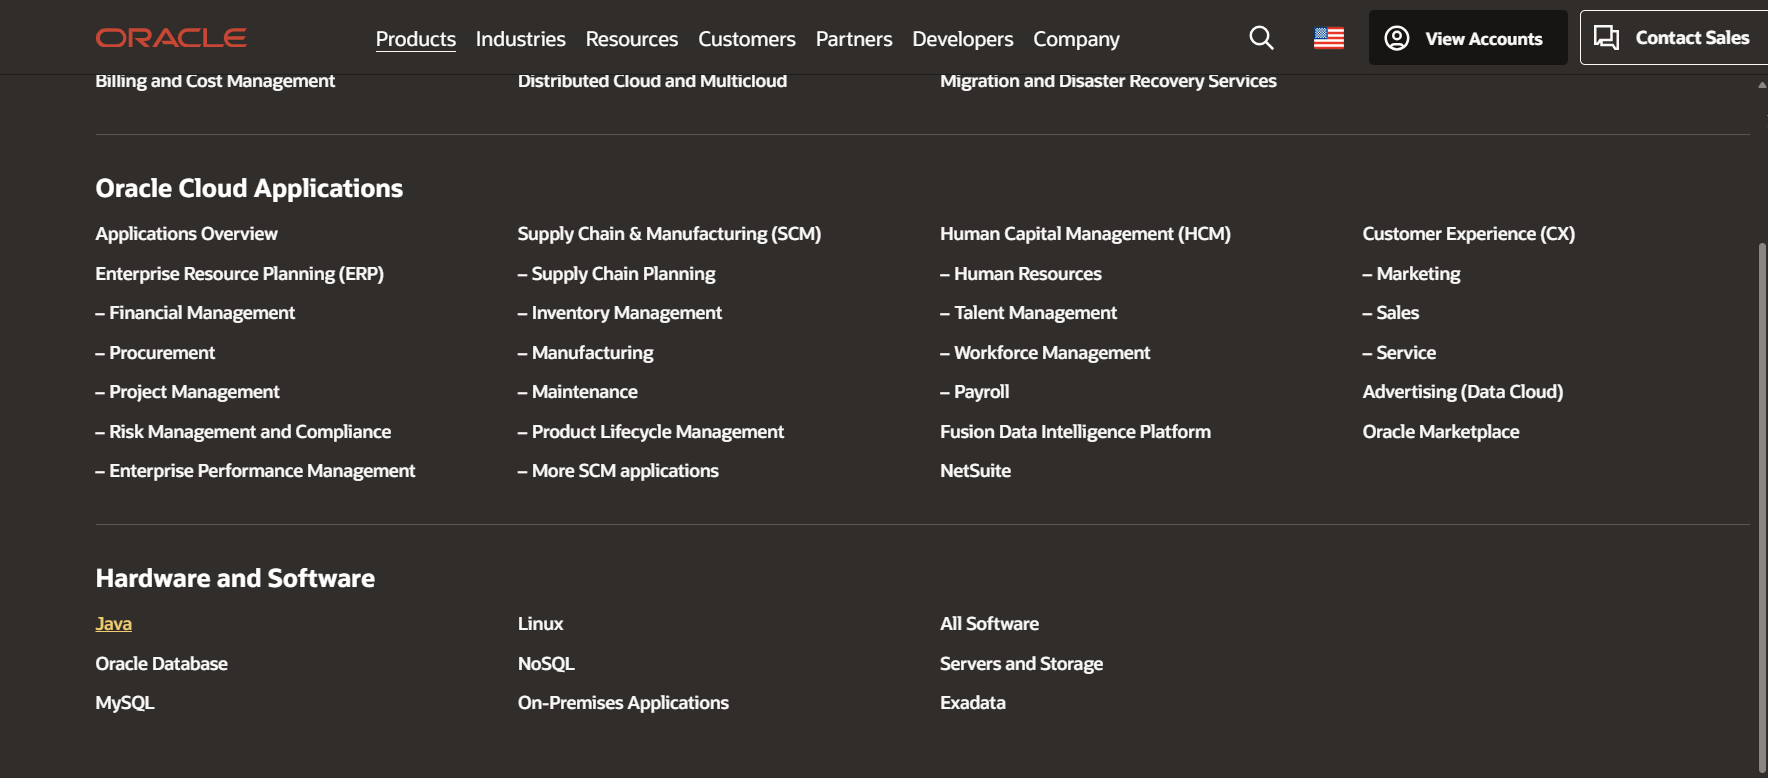 ORACLE
Products Industries Resources Customers Partners Developers Company
View Accounts
Contact Sales
Billing and Cost Management
Distributed Cloud and Multicloud
Migration and Disaster Recovery Services
Oracle Cloud Applications
Applications Overview
Enterprise Resource Planning (ERP)
– Financial Management
– Procurement
– Project Management
– Risk Management and Compliance
– Enterprise Performance Management
Supply Chain & Manufacturing (SCM)
– Supply Chain Planning
– Inventory Management
– Manufacturing
– Maintenance
– Product Lifecycle Management
– More SCM applications
Human Capital Management (HCM)
– Human Resources
– Talent Management
– Workforce Management
– Payroll
Fusion Data Intelligence Platform
NetSuite
Customer Experience (CX)
– Marketing
– Sales
– Service
Advertising (Data Cloud)
Oracle Marketplace
Hardware and Software
Java
Oracle Database
MySQL
Linux
NoSQL
On-Premises Applications
All Software
Servers and Storage
Exadata